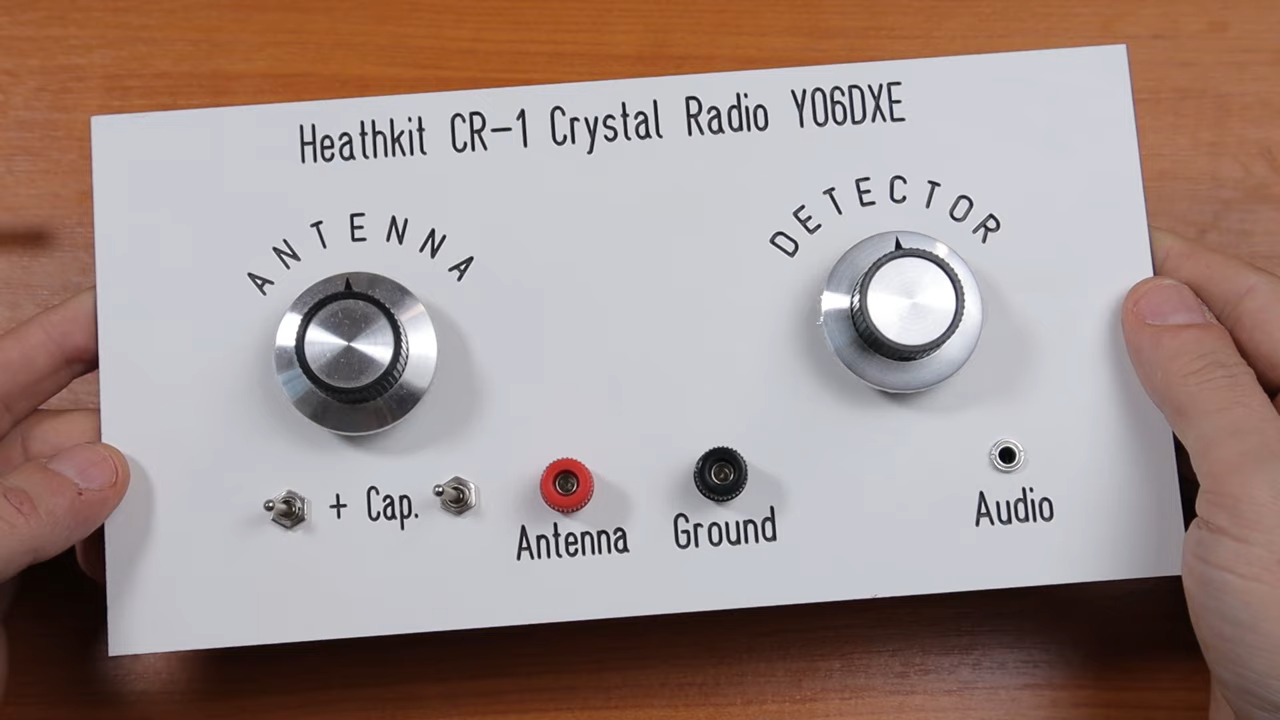 Heathkit CR-1 Crystal Radio YO6DXE
ANTENNA
DETECTOR
+ Cap.
Antenna
Ground
Audio